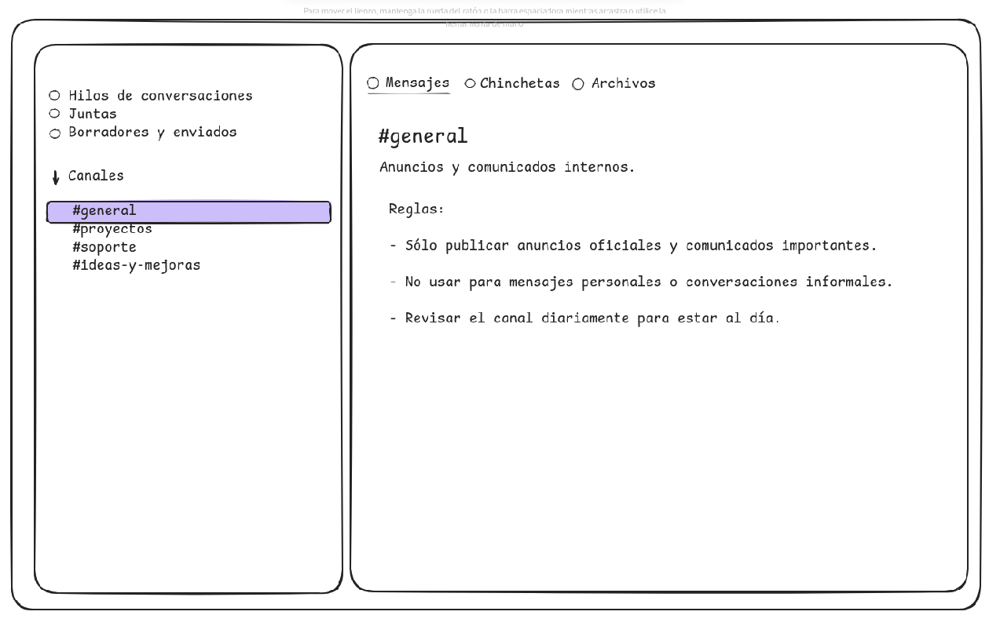 Para mover el lienzo, mantenga la rueda del ratón o la barra espaciadora mientras arrastra o utilice la
herramienta de mano
Hilos de conversaciones
Juntas
Borradores y enviados
Canales
#general
#proyectos
#soporte
#ideas-y-mejoras
Mensajes
Chinchetas
Archivos
#general
Anuncios y comunicados internos.
Reglas:
- Sólo publicar anuncios oficiales y comunicados importantes.
- No usar para mensajes personales o conversaciones informales.
- Revisar el canal diariamente para estar al día.